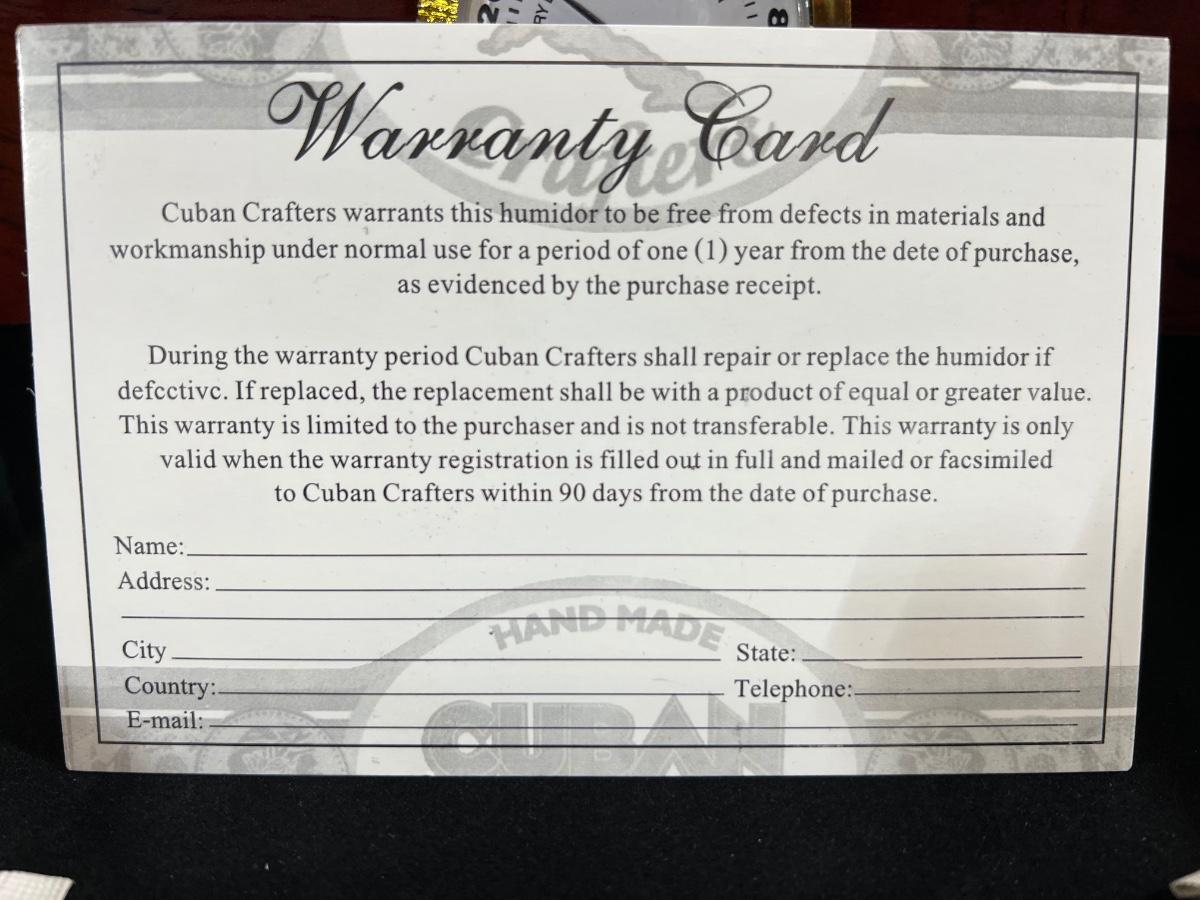 8
Warranty Card
Crafters
Cuban Crafters warrants this humidor to be free from defects in materials and
workmanship under normal use for a period of one (1) year from the dete of purchase,
as evidenced by the purchase receipt.
During the warranty period Cuban Crafters shall repair or replace the humidor if
defcctivc. If replaced, the replacement shall be with a product of equal or greater value.
This warranty is limited to the purchaser and is not transferable. This warranty is only
valid when the warranty registration is filled out in full and mailed or facsimiled
to Cuban Crafters within 90 days from the date of purchase.
Name:
Address:
HAND MADE
City State:
Country: Telephone:
E-mail:
CUBAN